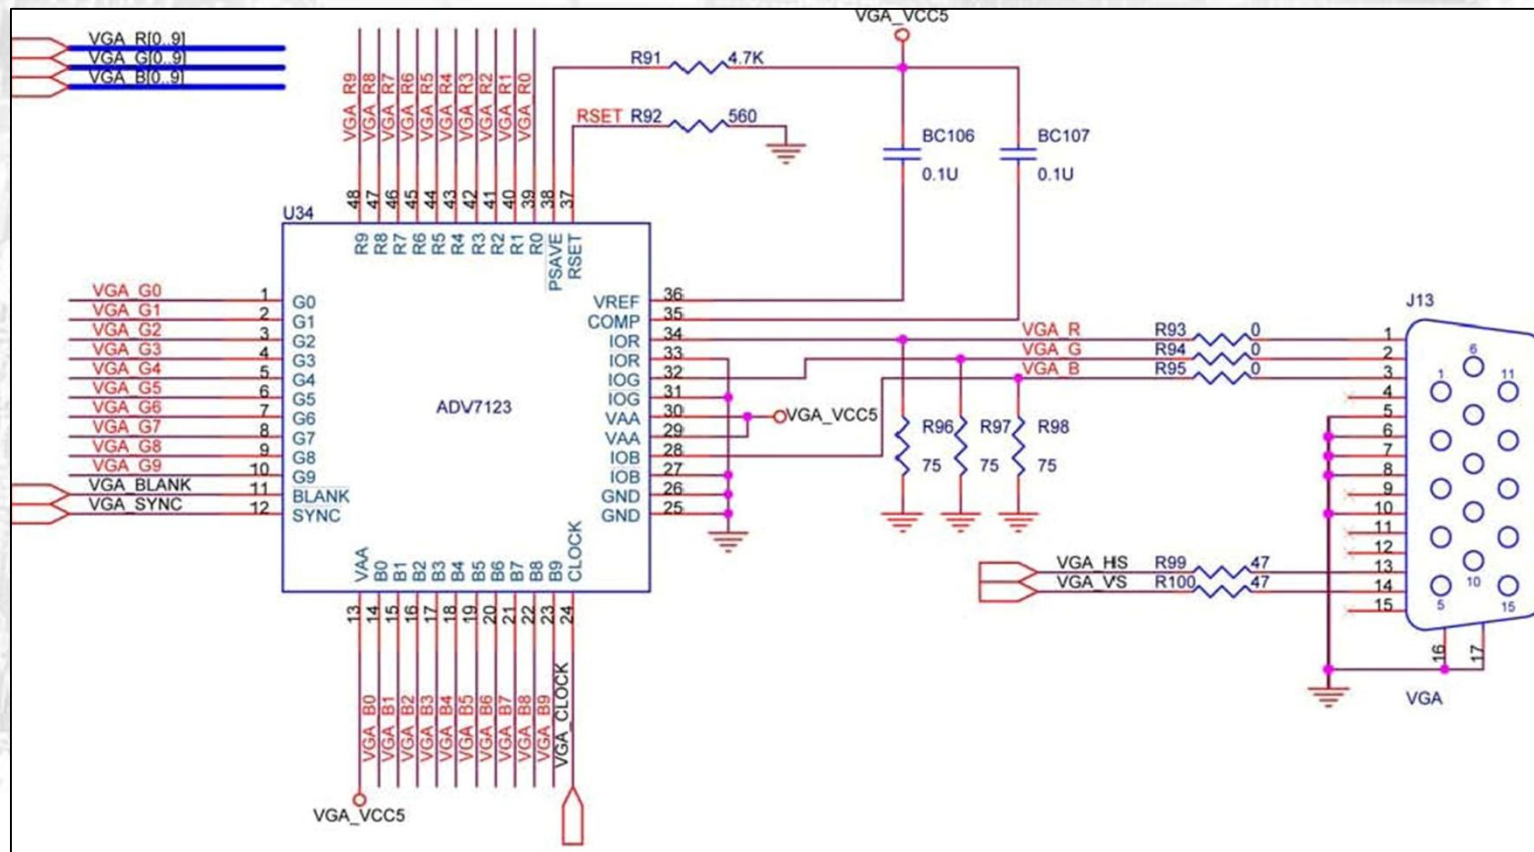 VGA_VCC5
VGA_R[0..9]
VGA_G[0..9]
VGA_B[0..9]
R91 4.7K
RSET R92 560
BC106
0.1U
BC107
0.1U
VGA_R9
VGA_R8
VGA_R7
VGA_R6
VGA_R5
VGA_R4
VGA_R3
VGA_R2
VGA_R1
VGA_R0
48
47
46
45
44
43
42
41
40
39
38
37
U34
R9
R8
R7
R6
R5
R4
R3
R2
R1
R0
PSAVE
RSET
VGA_G0 1 G0
VGA_G1 2 G1
VGA_G2 3 G2
VGA_G3 4 G3
VGA_G4 5 G4
VGA_G5 6 G5
VGA_G6 7 G6
VGA_G7 8 G7
VGA_G8 9 G8
VGA_G9 10 G9
VGA_BLANK 11 BLANK
VGA_SYNC 12 SYNC
ADV7123
VREF 36
COMP 35
IOR 34
IOR 33
IOG 32
IOG 31
VAA 30
VAA 29
IOB 28
IOB 27
GND 26
GND 25
VGA_VCC5
VGA_R R93 0
VGA_G R94 0
VGA_B R95 0
R96
75
R97
75
R98
75
VGA_HS R99 47
VGA_VS R100 47
J13
1
2
3
4
5
6
7
8
9
10
11
12
13
14
15
6
1
11
5
10
15
16
17
VGA
VAA
B0
B1
B2
B3
B4
B5
B6
B7
B8
B9
CLOCK
13
14
15
16
17
18
19
20
21
22
23
24
VGA_B0
VGA_B1
VGA_B2
VGA_B3
VGA_B4
VGA_B5
VGA_B6
VGA_B7
VGA_B8
VGA_B9
VGA_CLOCK
VGA_VCC5